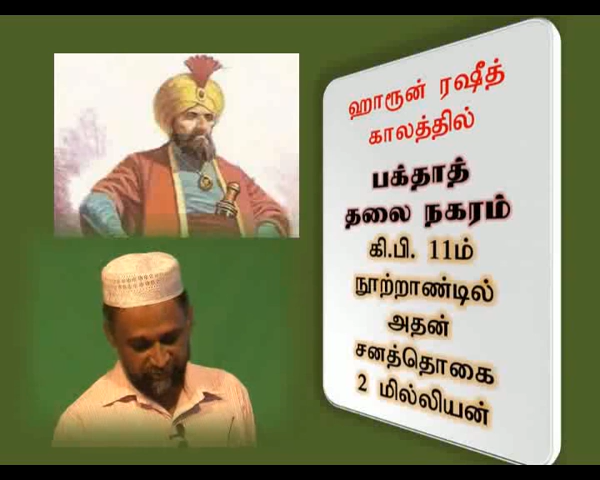 ஹாரூன் ரஷீத்
காலத்தில்
பக்தாத்
தலை நகரம்
கி.பி. 11ம்
நூற்றாண்டில்
அதன்
சனத்தொகை
2 மில்லியன்